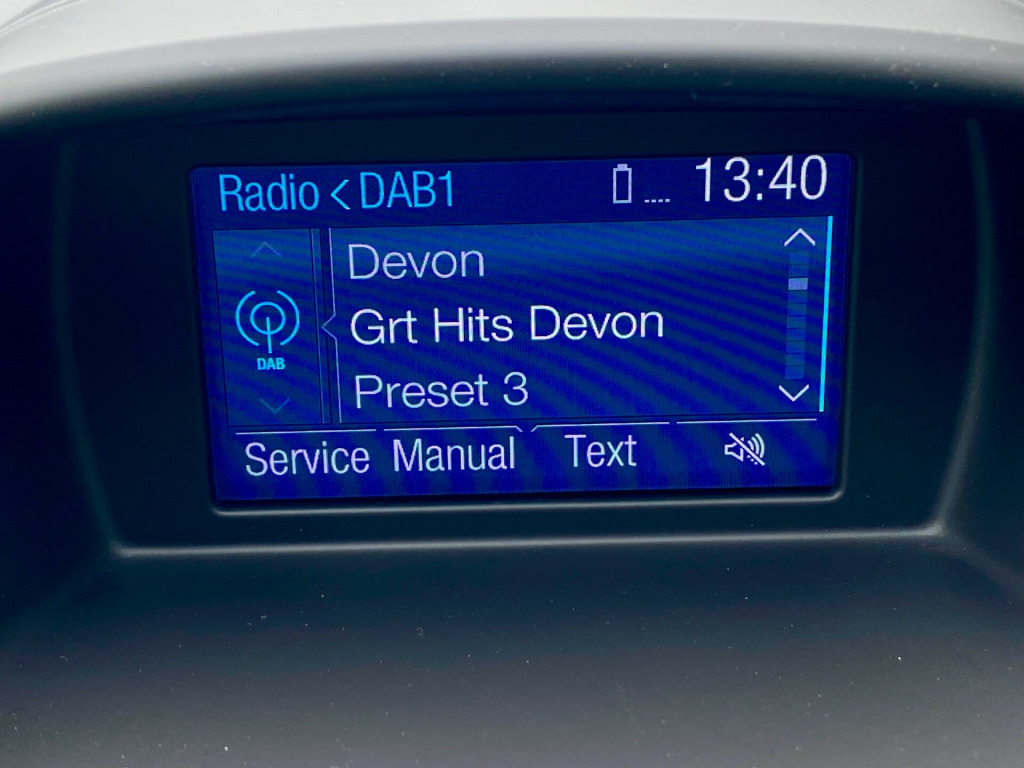 Radio < DAB1 13:40
Devon
Grt Hits Devon
DAB
Preset 3
Service Manual Text